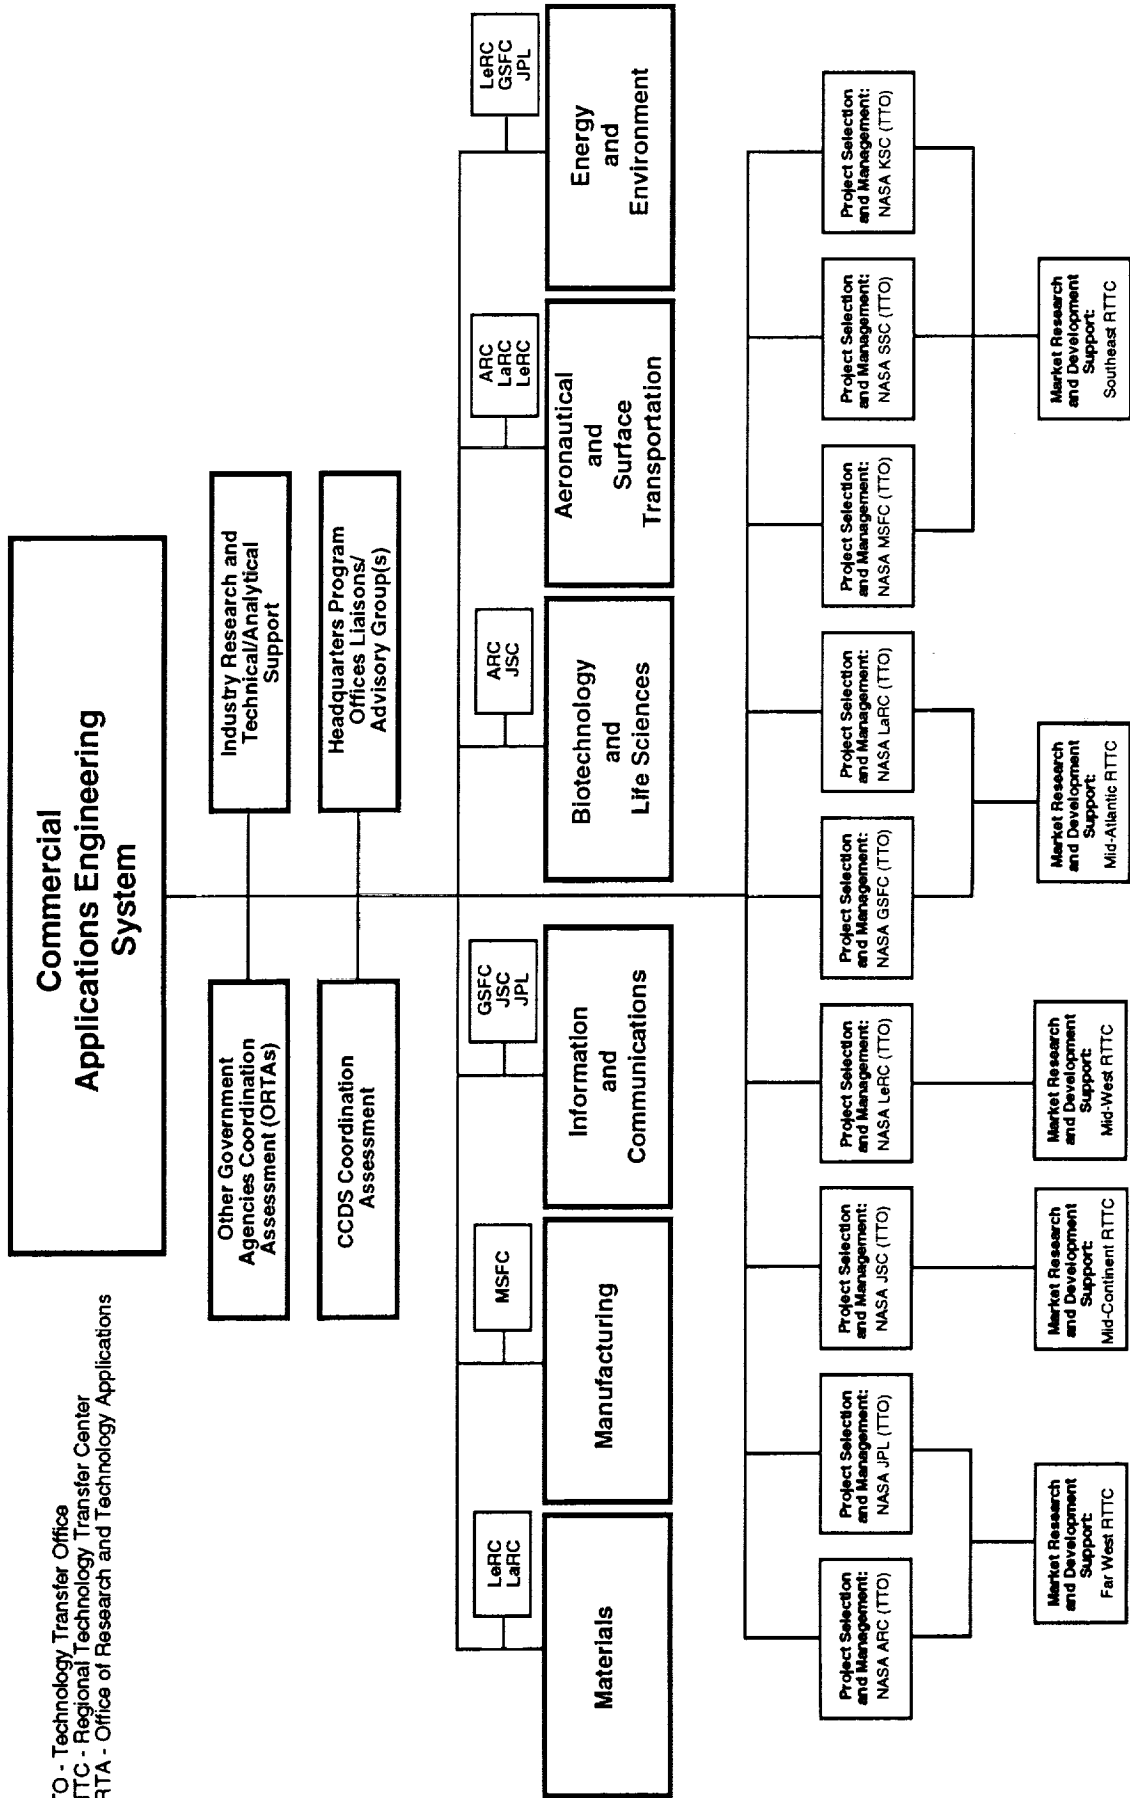 Commercial
Applications Engineering
System
TO - Technology Transfer Office
TTC - Regional Technology Transfer Center
RTA - Office of Research and Technology Applications
Other Government
Agencies Coordination
Assessment (ORTAs)
Industry Research and
Technical/Analytical
Support
CCDS Coordination
Assessment
Headquarters Program
Offices Liaisons/
Advisory Group(s)
LeRC
LaRC
MSFC
GSFC
JSC
JPL
ARC
JSC
ARC
LaRC
LeRC
LeRC
GSFC
JPL
Materials
Manufacturing
Information
and
Communications
Biotechnology
and
Life Sciences
Aeronautical
and
Surface
Transportation
Energy
and
Environment
Project Selection
and Management:
NASA ARC (TTO)
Project Selection
and Management:
NASA JPL (TTO)
Project Selection
and Management:
NASA JSC (TTO)
Project Selection
and Management:
NASA LeRC (TTO)
Project Selection
and Management:
NASA GSFC (TTO)
Project Selection
and Management:
NASA LaRC (TTO)
Project Selection
and Management:
NASA MSFC (TTO)
Project Selection
and Management:
NASA SSC (TTO)
Project Selection
and Management:
NASA KSC (TTO)
Market Research
and Development
Support:
Far West RTTC
Market Research
and Development
Support:
Mid-Continent RTTC
Market Research
and Development
Support:
Mid-West RTTC
Market Research
and Development
Support:
Mid-Atlantic RTTC
Market Research
and Development
Support:
Southeast RTTC